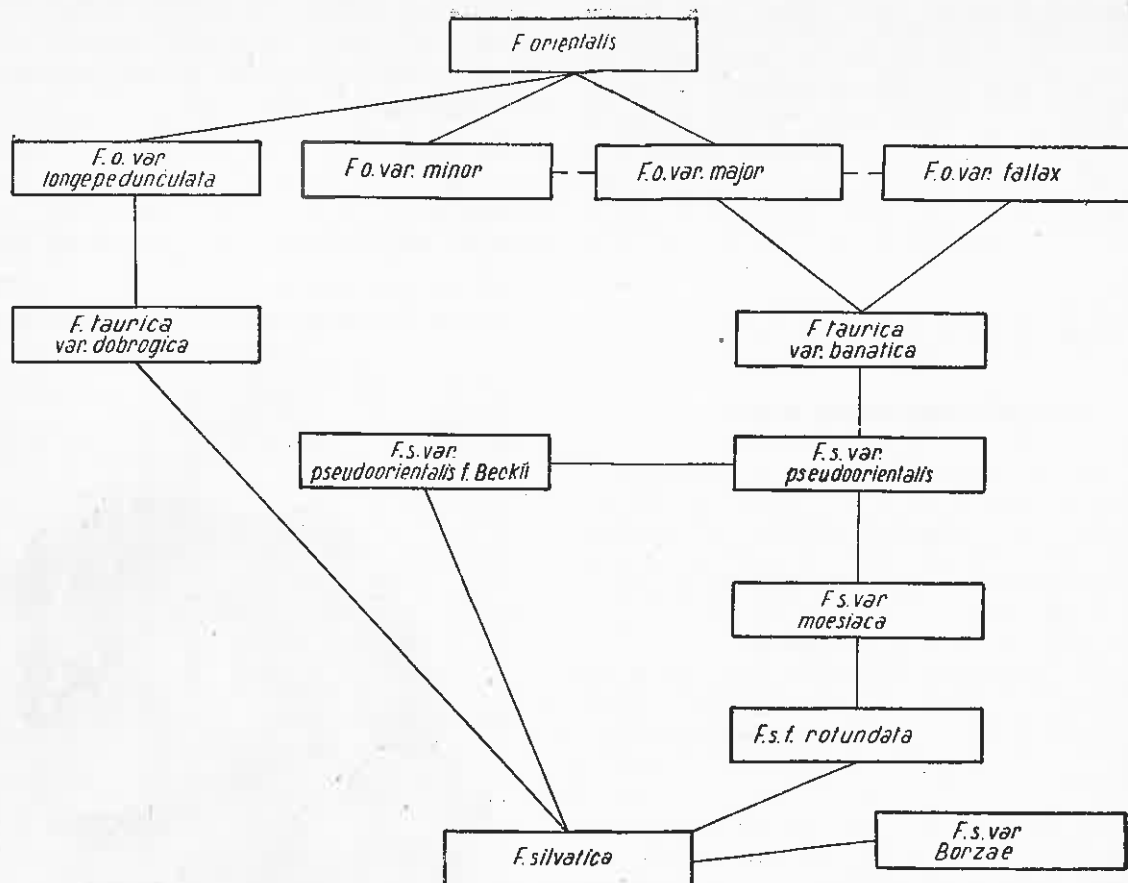 F. orientalis
F. o. var
longepedunculata
F.o. var. minor
F.o. var. major
F.o. var. fallax
F. taurica
var. dobrogica
F. taurica
var. banatica
F.s. var.
pseudoorientalis f. Beckii
F. s. var.
pseudoorientalis
F s. var
moesiaca
F.s.f. rotundata
F. silvatica
F. s. var
Borzae